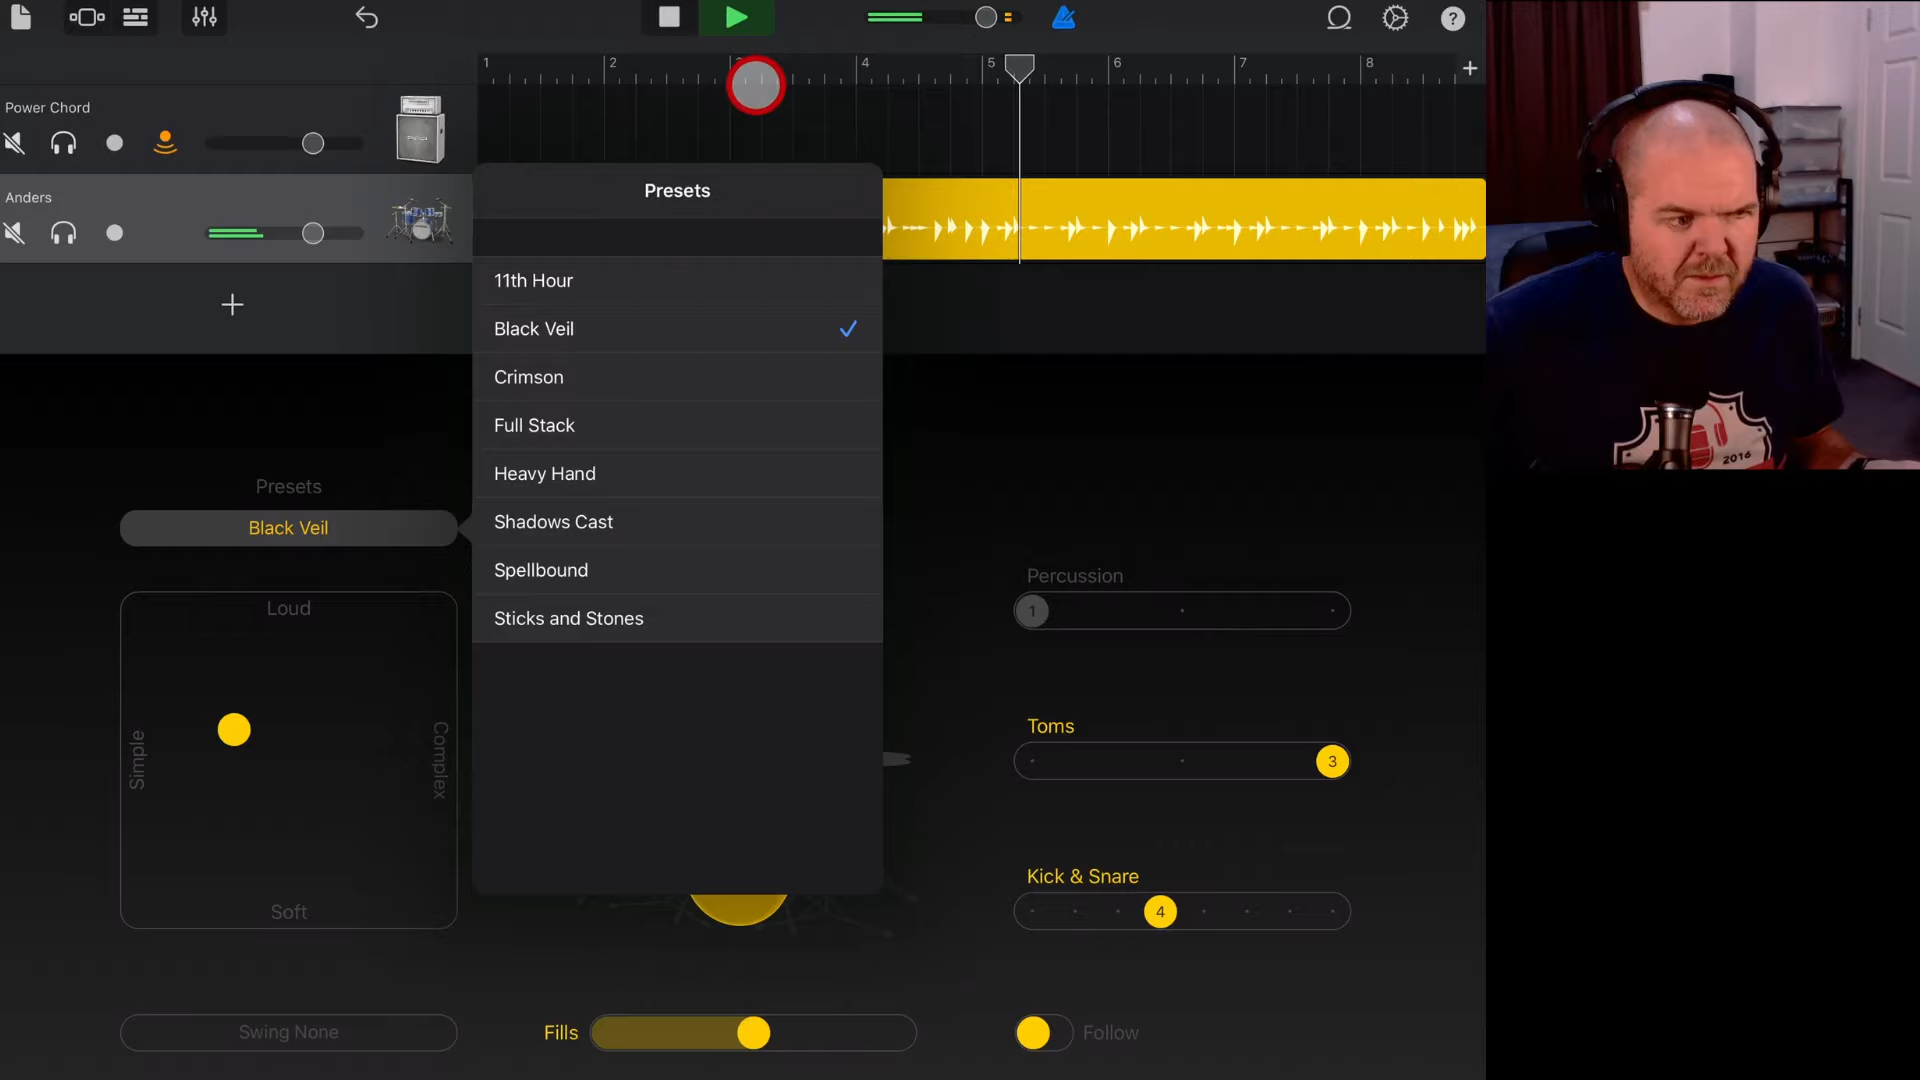 ?
1 2 3 4 5 6 7 8 +
Power Chord
Anders
Presets
11th Hour
Black Veil
Crimson
Full Stack
Heavy Hand
Shadows Cast
Spellbound
Sticks and Stones
Presets
Black Veil
Loud
Simple
Complex
Soft
Swing None
Fills
Percussion
1
Toms
3
Kick & Snare
4
Follow
2016